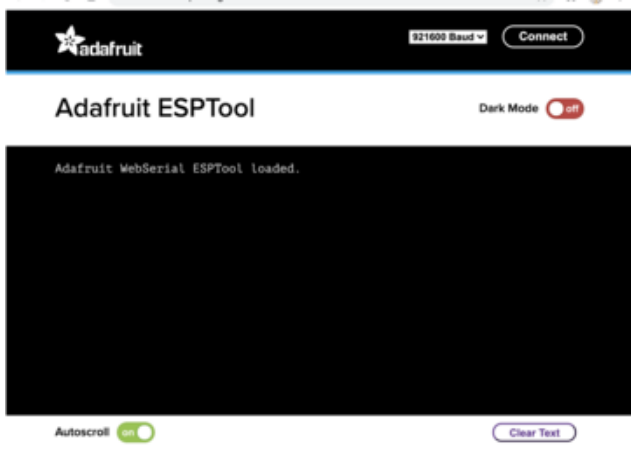 adafruit
921600 Baud
Connect
Adafruit ESPTool
Dark Mode
off
Adafruit WebSerial ESPTool loaded.
Autoscroll
on
Clear Text